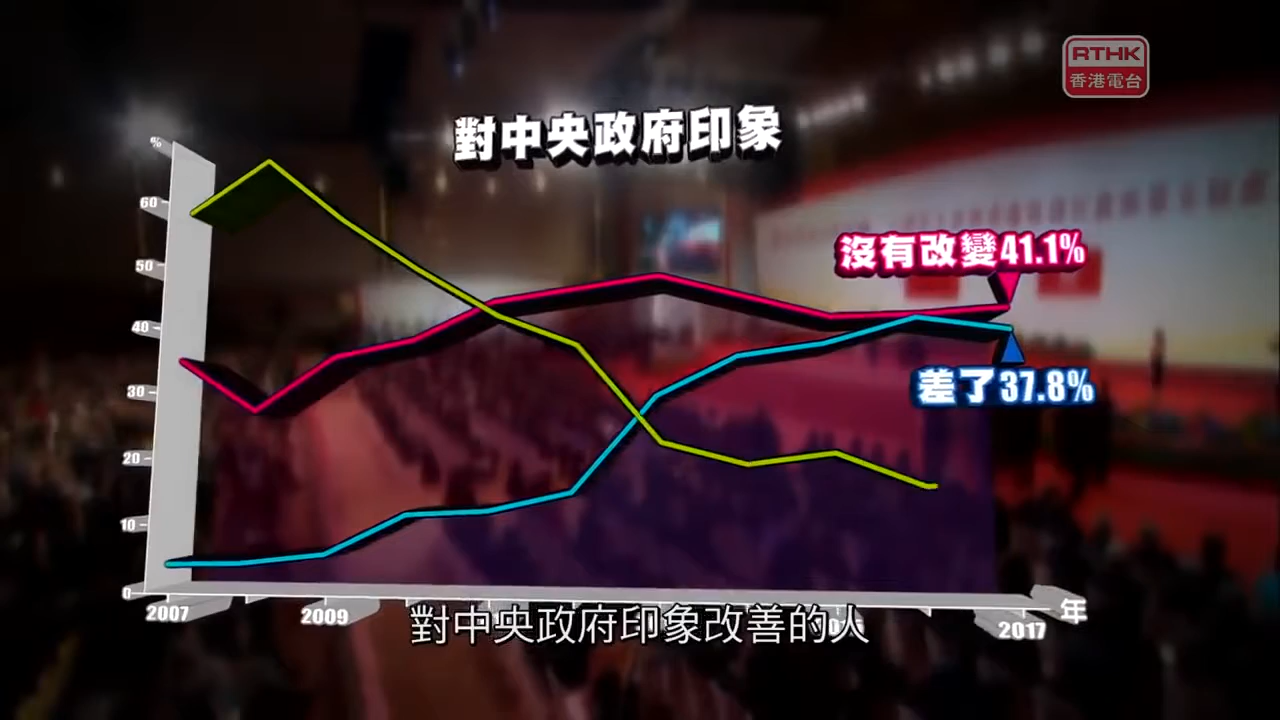 RTHK
香港電台
對中央政府印象
%
60
50
40
30
20
10
0
沒有改變41.1%
差了37.8%
2007
2009
2017
年
對中央政府印象改善的人